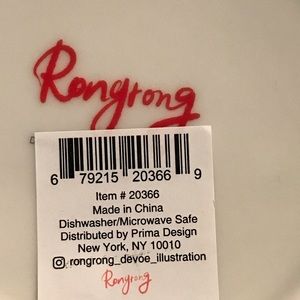 Rongrong
6 79215 20366 9
Item # 20366
Made in China
Dishwasher/Microwave Safe
Distributed by Prima Design
New York, NY 10010
rongrong_devoe_illustration
Rongrong